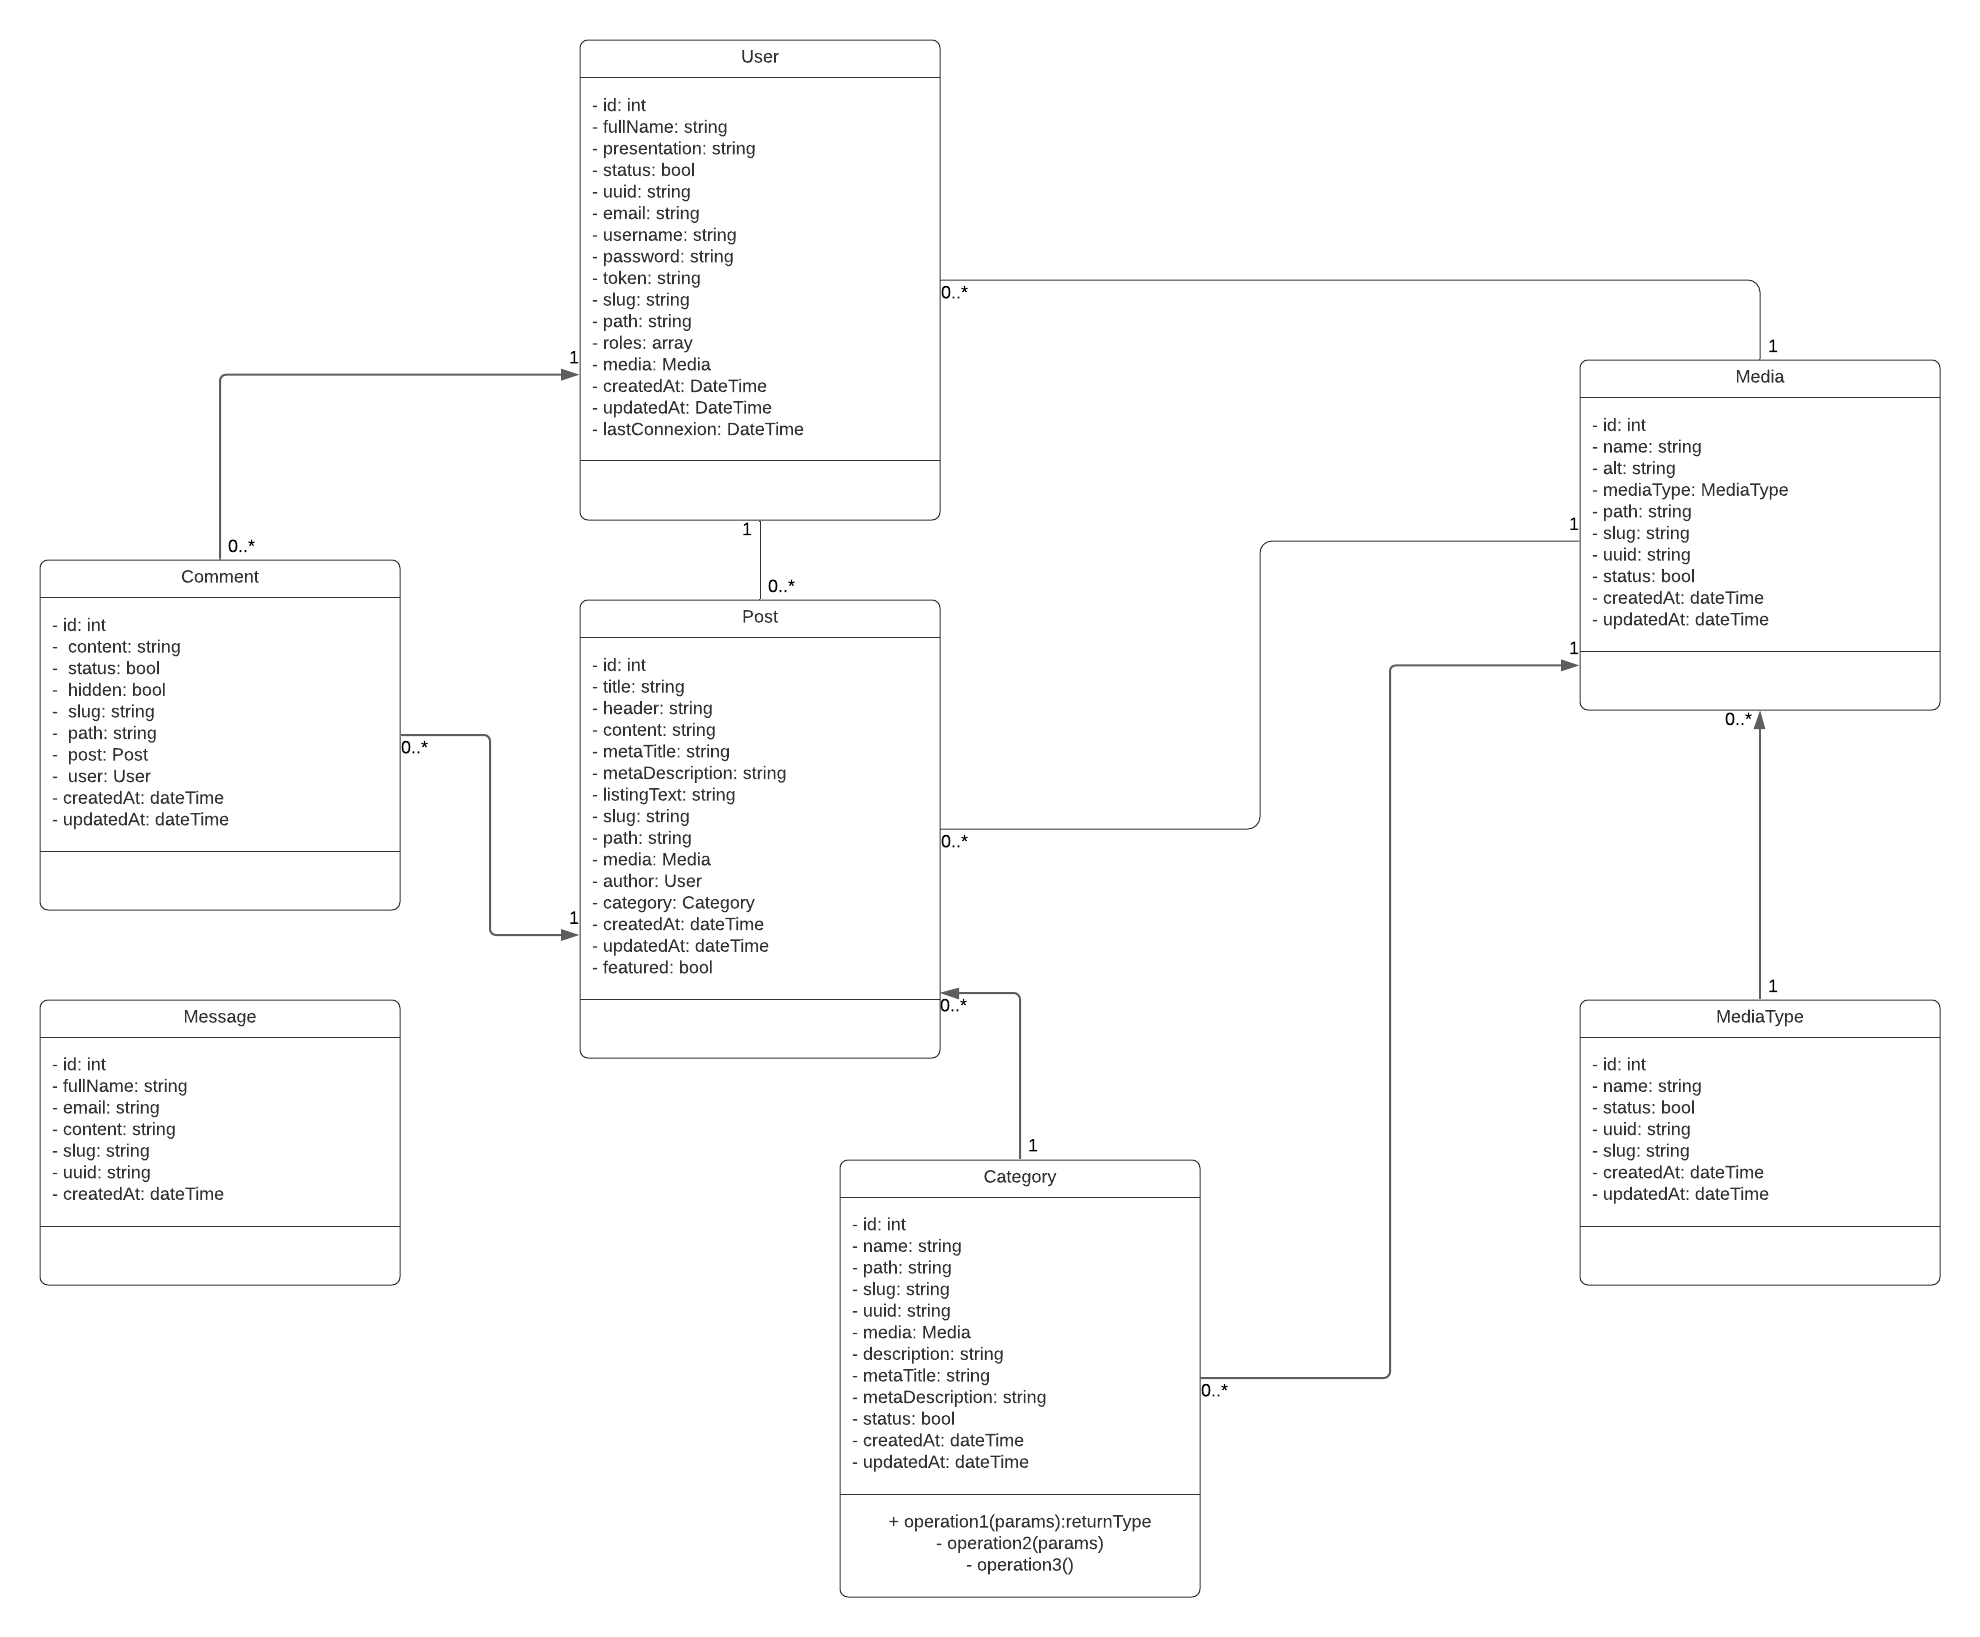 User
- id: int
- fullName: string
- presentation: string
- status: bool
- uuid: string
- email: string
- username: string
- password: string
- token: string
- slug: string
- path: string
- roles: array
- media: Media
- createdAt: DateTime
- updatedAt: DateTime
- lastConnexion: DateTime
0..*
1
1
0..*
1
0..*
Media
- id: int
- name: string
- alt: string
- mediaType: MediaType
- path: string
- slug: string
- uuid: string
- status: bool
- createdAt: dateTime
- updatedAt: dateTime
1
1
0..*
1
Comment
- id: int
-  content: string
-  status: bool
-  hidden: bool
-  slug: string
-  path: string
-  post: Post
-  user: User
- createdAt: dateTime
- updatedAt: dateTime
0..*
1
Post
- id: int
- title: string
- header: string
- content: string
- metaTitle: string
- metaDescription: string
- listingText: string
- slug: string
- path: string
- media: Media
- author: User
- category: Category
- createdAt: dateTime
- updatedAt: dateTime
- featured: bool
0..*
0..*
1
Message
- id: int
- fullName: string
- email: string
- content: string
- slug: string
- uuid: string
- createdAt: dateTime
MediaType
- id: int
- name: string
- status: bool
- uuid: string
- slug: string
- createdAt: dateTime
- updatedAt: dateTime
Category
- id: int
- name: string
- path: string
- slug: string
- uuid: string
- media: Media
- description: string
- metaTitle: string
- metaDescription: string
- status: bool
- createdAt: dateTime
- updatedAt: dateTime
+ operation1(params):returnType
- operation2(params)
- operation3()
0..*